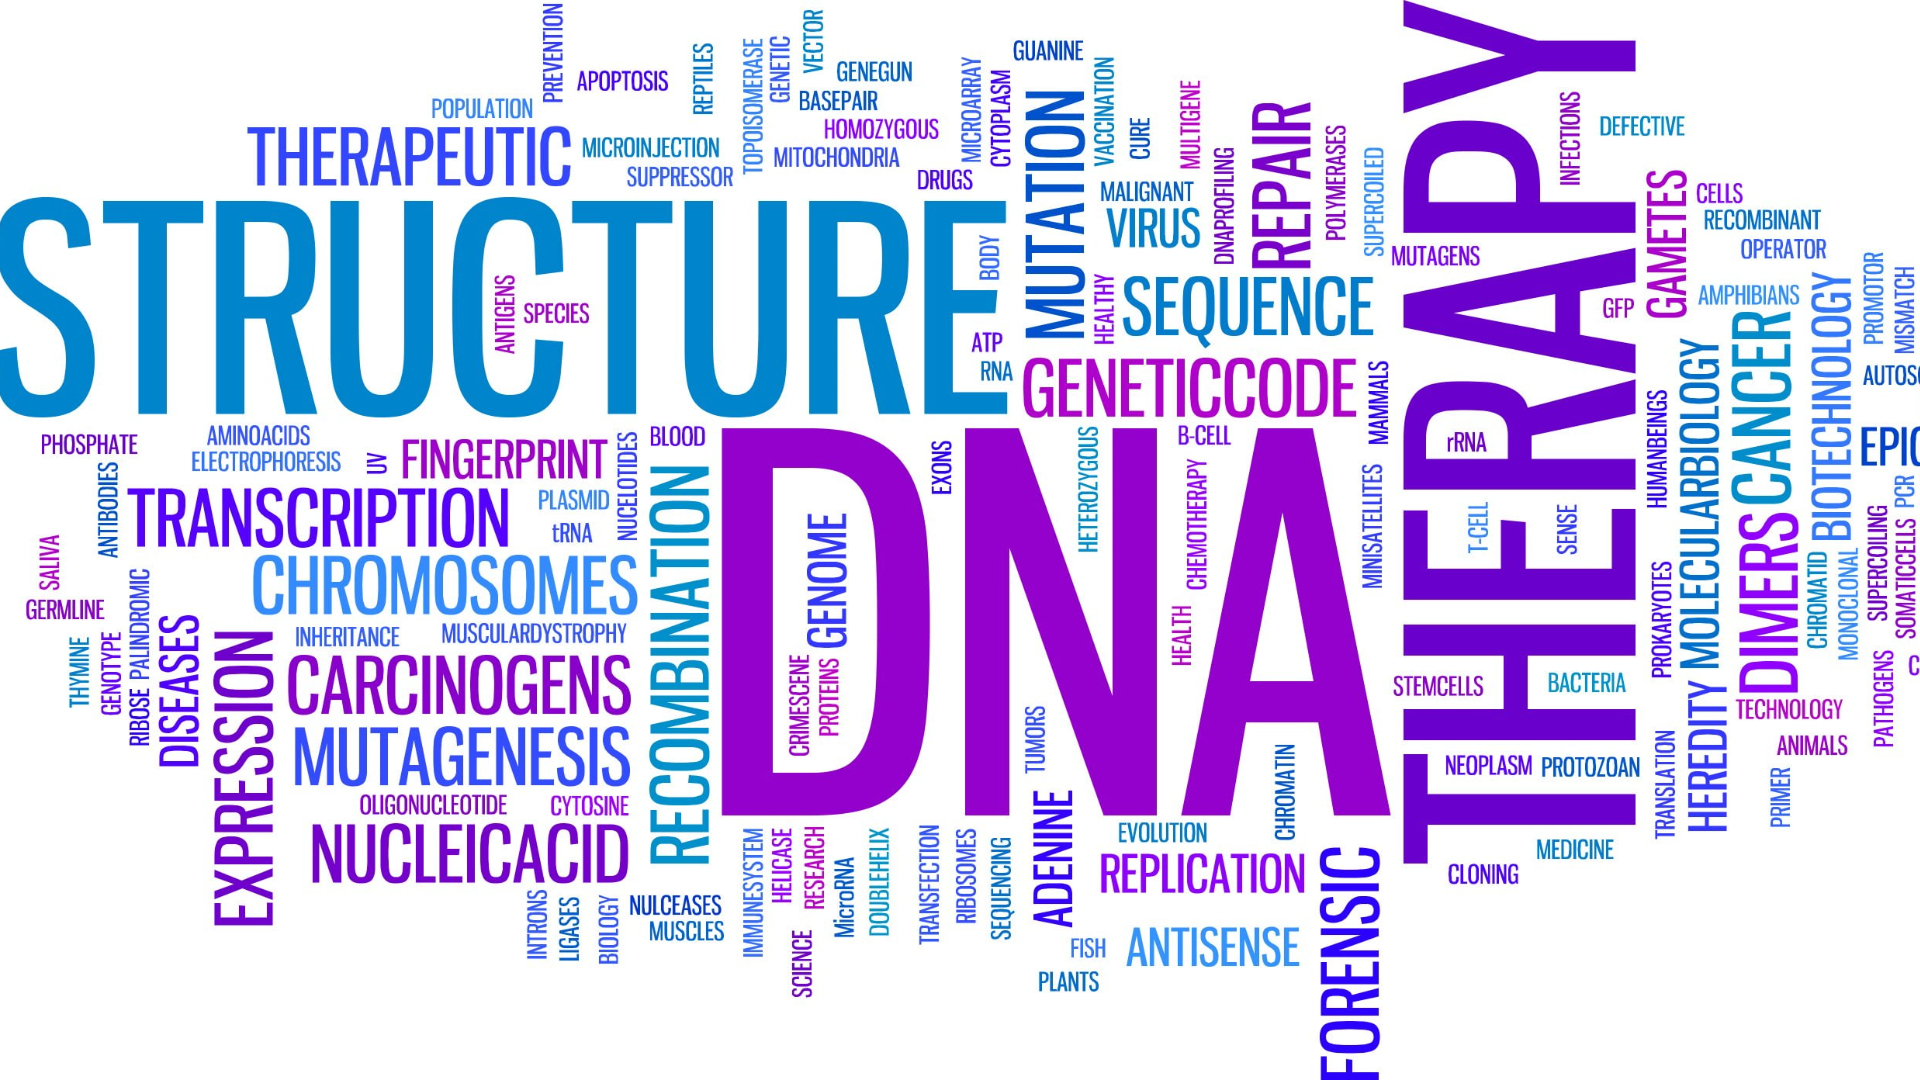 PREVENTION
APOPTOSIS
REPTILES
TOPOISOMERASE
GENETIC
VECTOR
GENEGUN
BASEPAIR
HOMOZYGOUS
MITOCHONDRIA
POPULATION
THERAPEUTIC
MICROINJECTION
SUPPRESSOR
DRUGS
MICROARRAY
CYTOPLASM
GUANINE
MUTATION
VACCINATION
CURE
MULTIGENE
MALIGNANT
VIRUS
DNAPROFILING
REPAIR
POLYMERASES
SUPERCOILED
MUTAGENS
THERAPY
INFECTIONS
DEFECTIVE
GAMETES
CELLS
RECOMBINANT
OPERATOR
AMPHIBIANS
GFP
STRUCTURE
ANTIGENS
SPECIES
BODY
ATP
RNA
HEALTHY
SEQUENCE
GENETICCODE
MAMMALS
PROMOTOR
MISMATCH
BIOTECHNOLOGY
CANCER
MOLECULARBIOLOGY
HUMANBEINGS
AUTOSO
EPIC
PCR
PHOSPHATE
AMINOACIDS
ELECTROPHORESIS
UV
FINGERPRINT
NUCELOTIDES
BLOOD
ANTIBODIES
TRANSCRIPTION
PLASMID
tRNA
RECOMBINATION
DNA
EXONS
HETEROZYGOUS
B-CELL
CHEMOTHERAPY
MINISATELLITES
rRNA
T-CELL
SENSE
SALIVA
GERMLINE
CHROMOSOMES
GENOME
THYMINE
GENOTYPE
PALINDROMIC
RIBOSE
DISEASES
EXPRESSION
INHERITANCE
MUSCULARDYSTROPHY
CARCINOGENS
MUTAGENESIS
CRIMESCENE
PROTEINS
HEALTH
TUMORS
CHROMATIN
STEMCELLS
BACTERIA
PROKARYOTES
DIMERS
CHROMATID
MONOCLONAL
SUPERCOILING
SOMATICCELLS
PATHOGENS
C
HEREDITY
TECHNOLOGY
ANIMALS
NEOPLASM
PROTOZOAN
TRANSLATION
PRIMER
OLIGONUCLEOTIDE
CYTOSINE
NUCLEICACID
IMMUNESYSTEM
HELICASE
RESEARCH
MicroRNA
DOUBLEHELIX
TRANSFECTION
RIBOSOMES
SEQUENCING
ADENINE
EVOLUTION
REPLICATION
FORENSIC
CLONING
MEDICINE
INTRONS
LIGASES
BIOLOGY
NULCEASES
MUSCLES
SCIENCE
FISH
ANTISENSE
PLANTS